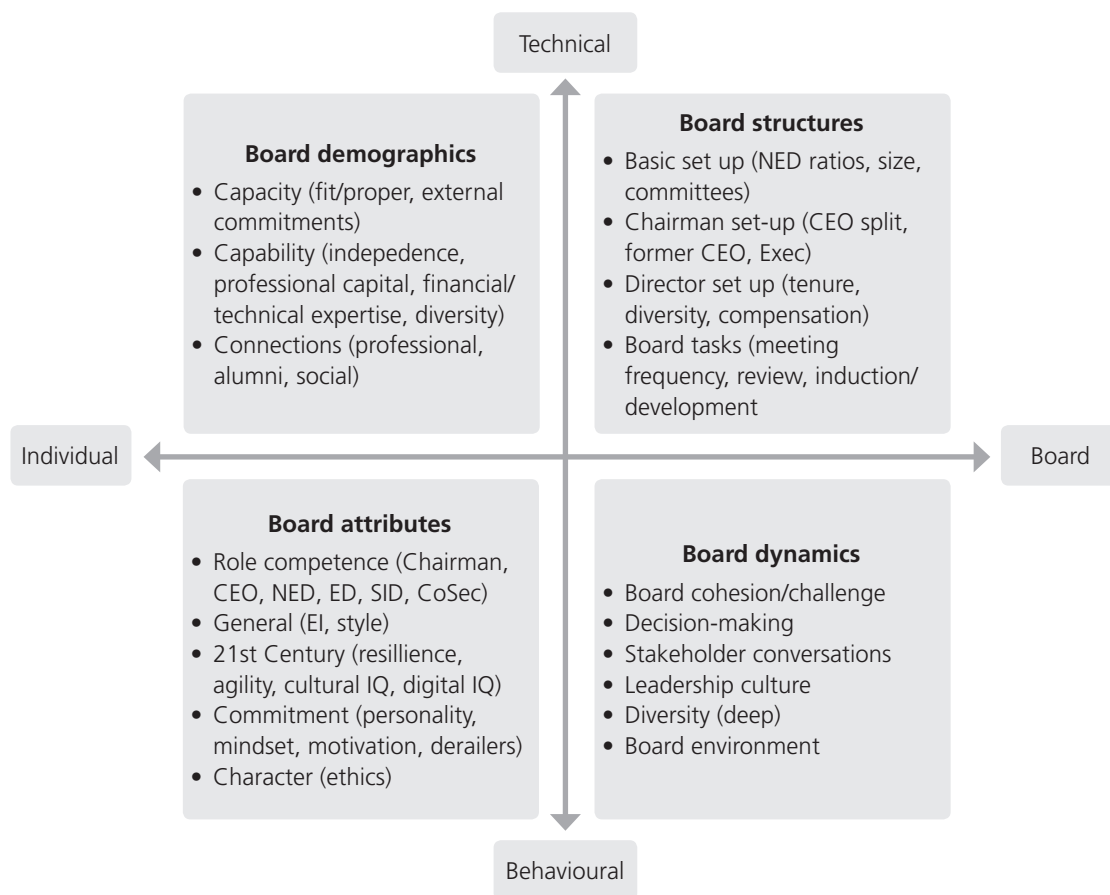 Technical
Board demographics
• Capacity (fit/proper, external
commitments)
• Capability (indepedence,
professional capital, financial/
technical expertise, diversity)
• Connections (professional,
alumni, social)
Board structures
• Basic set up (NED ratios, size,
committees)
• Chairman set-up (CEO split,
former CEO, Exec)
• Director set up (tenure,
diversity, compensation)
• Board tasks (meeting
frequency, review, induction/
development
Individual
Board
Board attributes
• Role competence (Chairman,
CEO, NED, ED, SID, CoSec)
• General (EI, style)
• 21st Century (resillience,
agility, cultural IQ, digital IQ)
• Commitment (personality,
mindset, motivation, derailers)
• Character (ethics)
Board dynamics
• Board cohesion/challenge
• Decision-making
• Stakeholder conversations
• Leadership culture
• Diversity (deep)
• Board environment
Behavioural